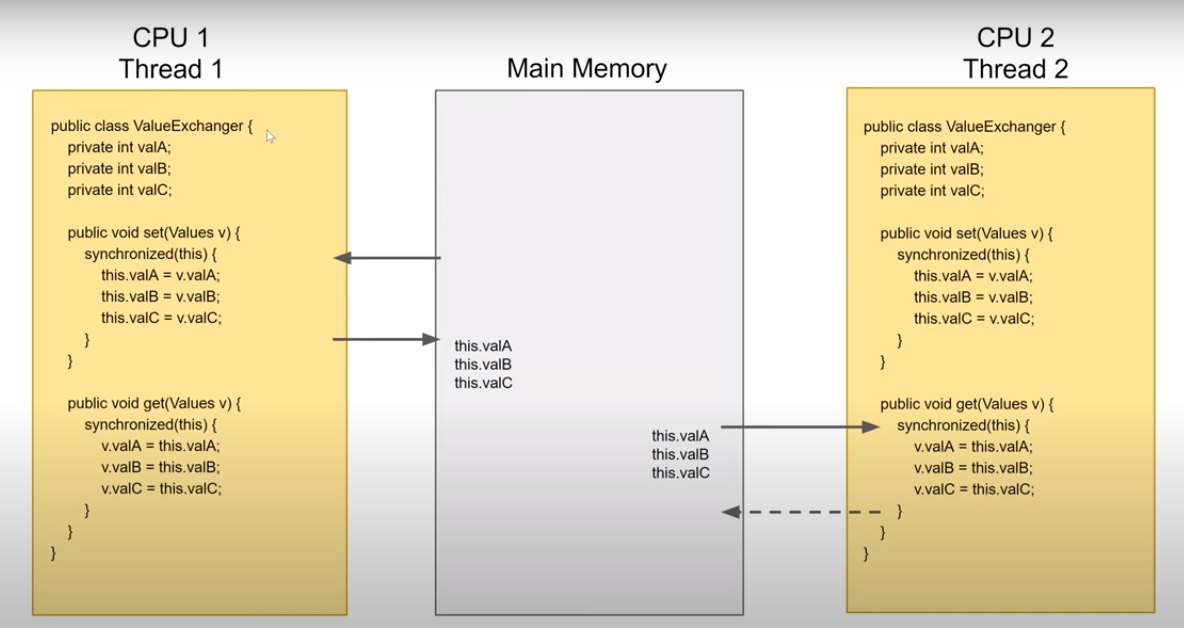 CPU 1
Thread 1
public class ValueExchanger {
private int valA;
private int valB;
private int valC;
public void set(Values v) {
synchronized(this) {
this.valA = v.valA;
this.valB = v.valB;
this.valC = v.valC;
}
}
public void get(Values v) {
synchronized(this) {
v.valA = this.valA;
v.valB = this.valB;
v.valC = this.valC;
}
}
}
Main Memory
this.valA
this.valB
this.valC
this.valA
this.valB
this.valC
CPU 2
Thread 2
public class ValueExchanger {
private int valA;
private int valB;
private int valC;
public void set(Values v) {
synchronized(this) {
this.valA = v.valA;
this.valB = v.valB;
this.valC = v.valC;
}
}
public void get(Values v) {
synchronized(this) {
v.valA = this.valA;
v.valB = this.valB;
v.valC = this.valC;
}
}
}